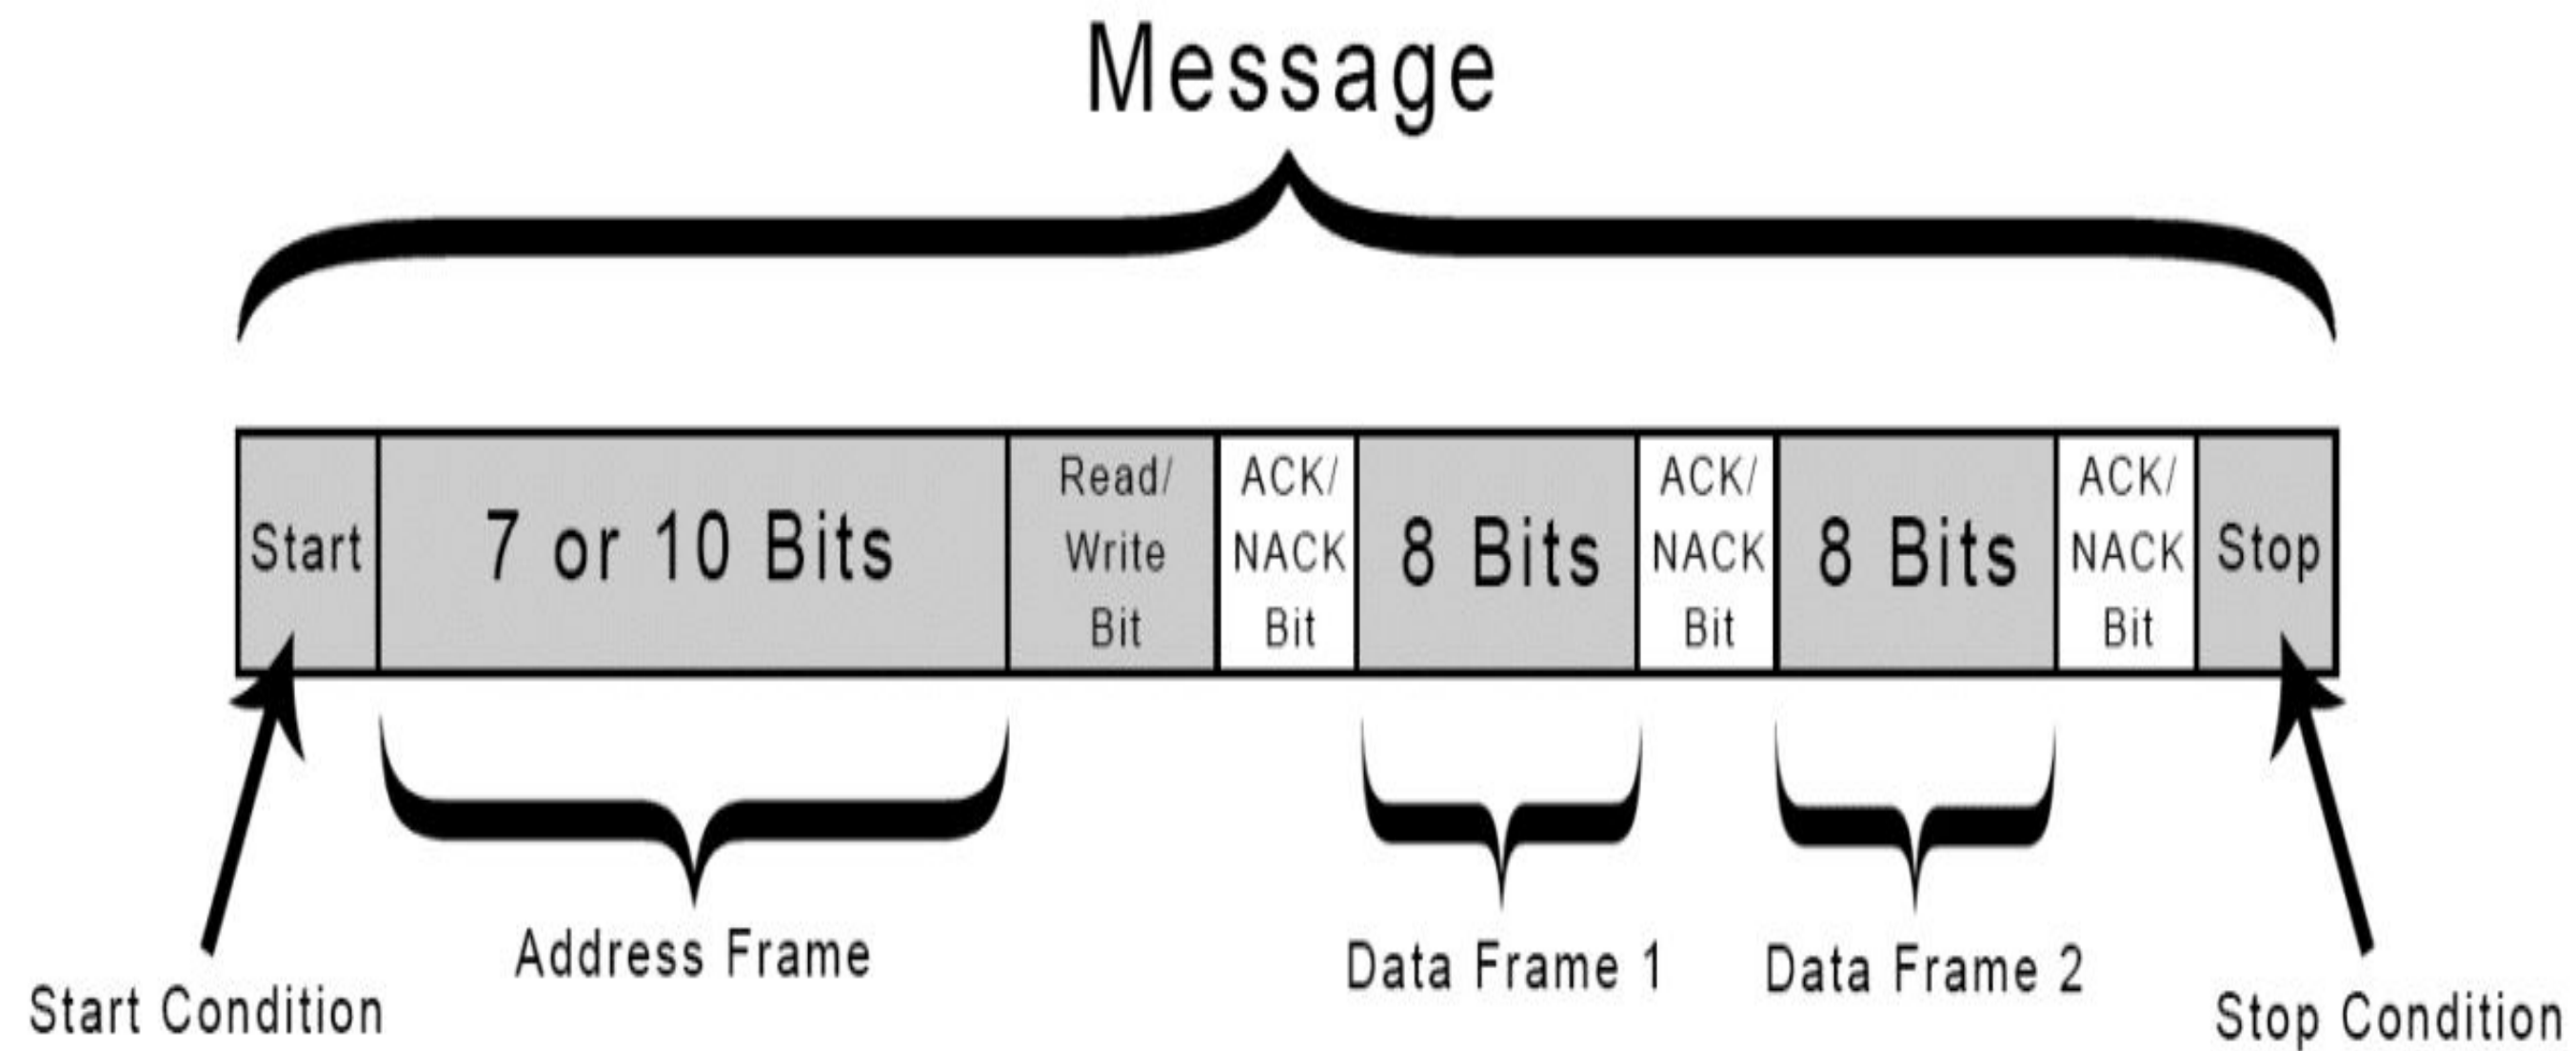 Message
Start
7 or 10 Bits
Read/
Write
Bit
ACK/
NACK
Bit
8 Bits
ACK/
NACK
Bit
8 Bits
ACK/
NACK
Bit
Stop
Start Condition
Address Frame
Data Frame 1
Data Frame 2
Stop Condition